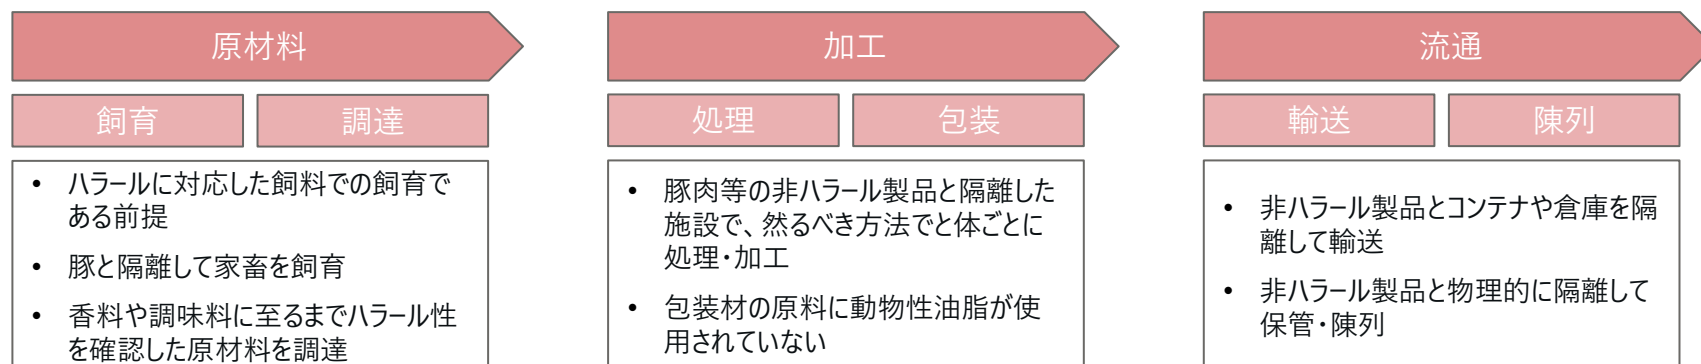 原材料
飼育
調達
• ハラールに対応した飼料での飼育で
ある前提
• 豚と隔離して家畜を飼育
• 香料や調味料に至るまでハラール性
を確認した原材料を調達
加工
処理
包装
• 豚肉等の非ハラール製品と隔離した
施設で、然るべき方法でと体ごとに
処理・加工
• 包装材の原料に動物性油脂が使
用されていない
流通
輸送
陳列
• 非ハラール製品とコンテナや倉庫を隔
離して輸送
• 非ハラール製品と物理的に隔離して
保管・陳列